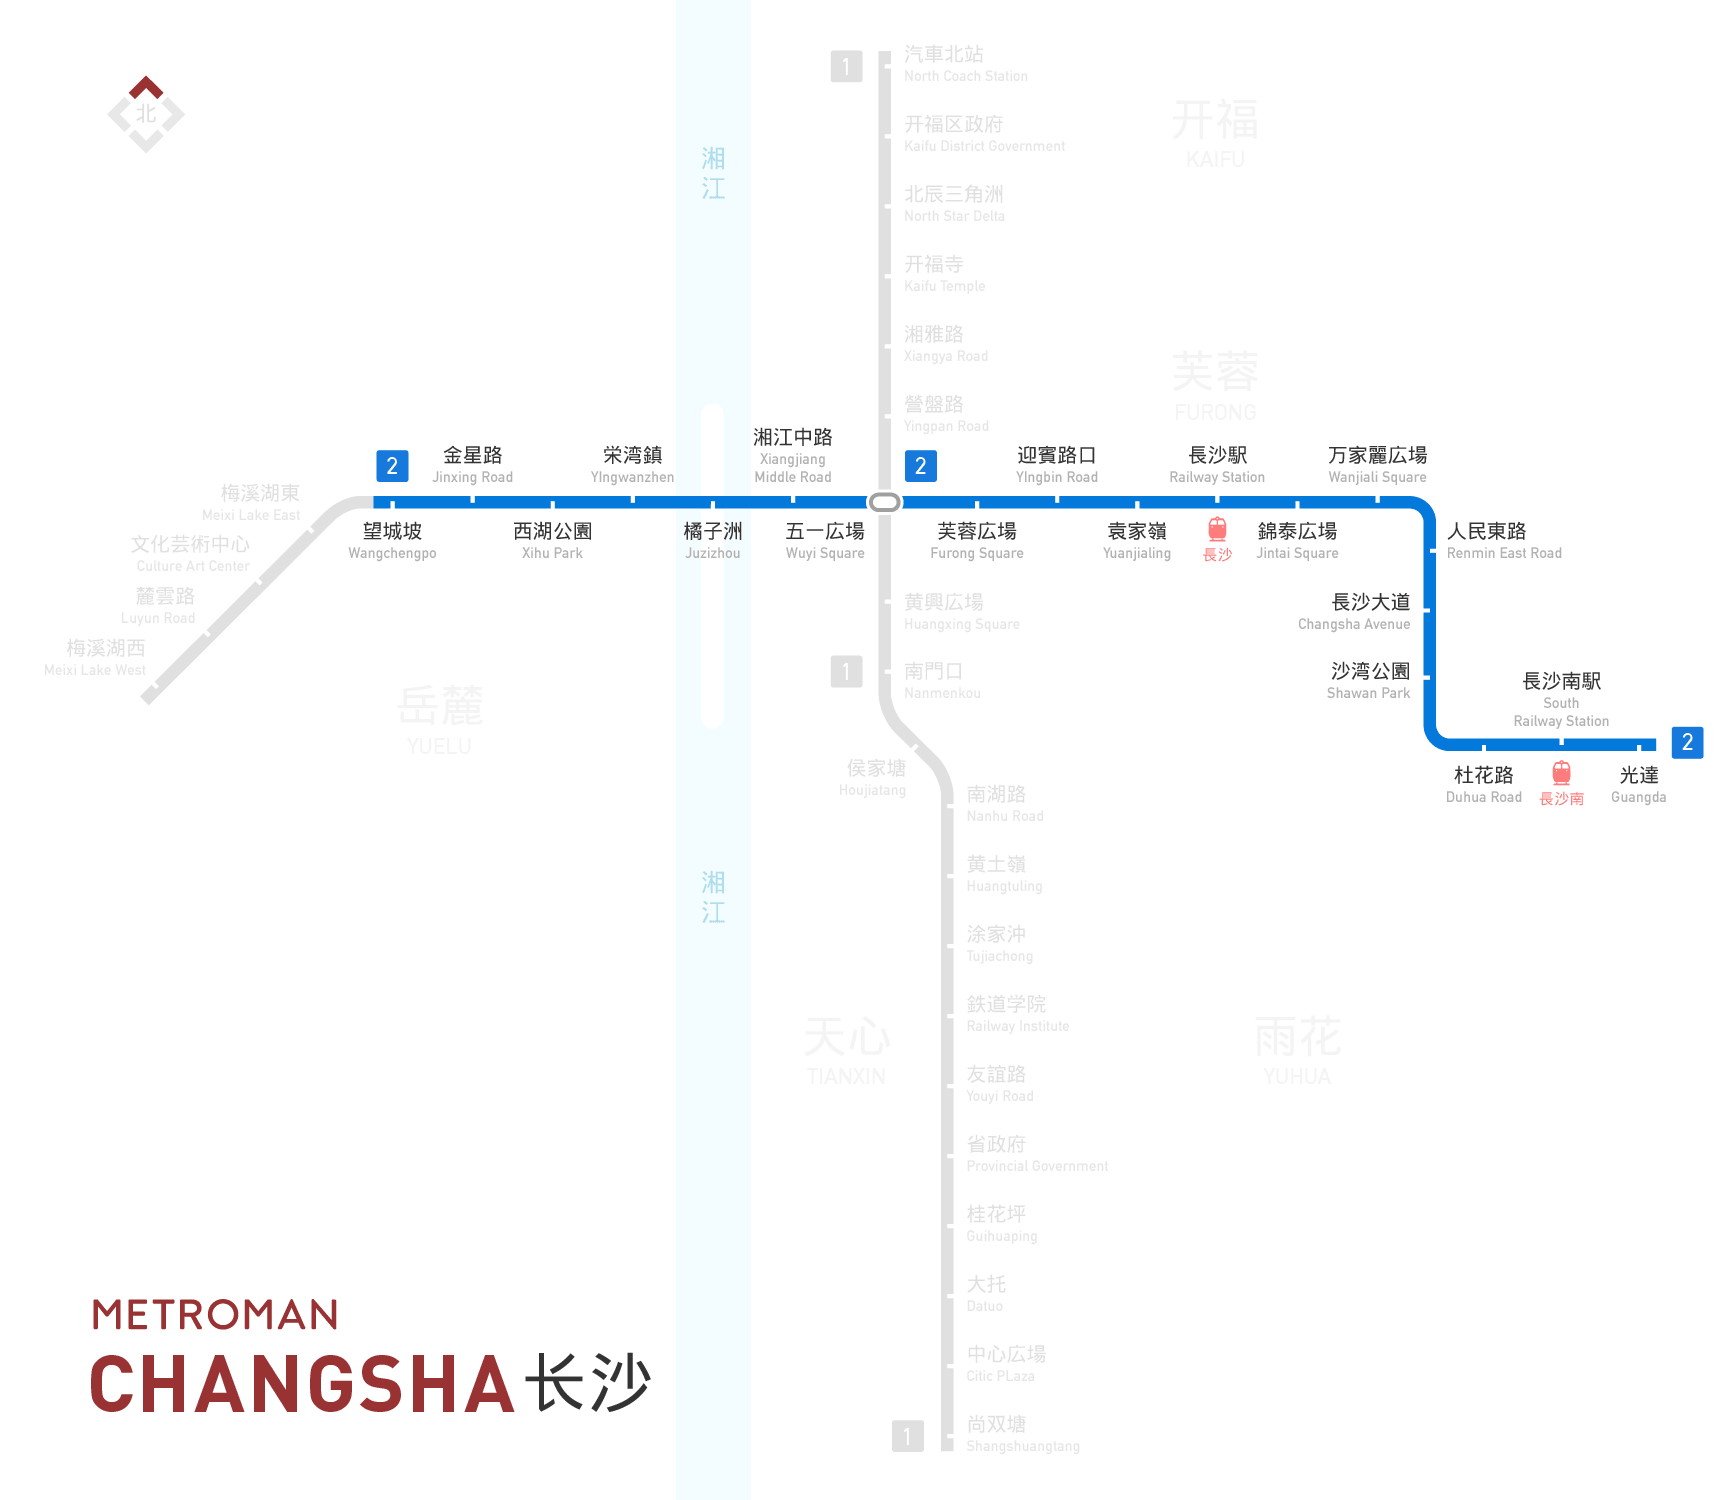 北
湘
江
1
汽車北站
North Coach Station
开福区政府
Kaifu District Government
北辰三角洲
North Star Delta
开福寺
Kaifu Temple
湘雅路
Xiangya Road
營盤路
Yingpan Road
开福
KAIFU
芙蓉
FURONG
2
金星路
Jinxing Road
栄湾鎮
YIngwanzhen
湘江中路
Xiangjiang
Middle Road
2
迎賓路口
YIngbin Road
長沙駅
Railway Station
万家麗広場
Wanjiali Square
望城坡
Wangchengpo
西湖公園
Xihu Park
橘子洲
Juzizhou
五一広場
Wuyi Square
芙蓉広場
Furong Square
袁家嶺
Yuanjialing
長沙
錦泰広場
Jintai Square
人民東路
Renmin East Road
長沙大道
Changsha Avenue
沙湾公園
Shawan Park
長沙南駅
South
Railway Station
2
杜花路
Duhua Road
長沙南
光達
Guangda
梅溪湖東
Meixi Lake East
文化芸術中心
Culture Art Center
麓雲路
Luyun Road
梅溪湖西
Meixi Lake West
岳麓
YUELU
黄興広場
Huangxing Square
1
南門口
Nanmenkou
侯家塘
Houjiatang
南湖路
Nanhu Road
黄土嶺
Huangtuling
涂家沖
Tujiachong
鉄道学院
Railway Institute
友誼路
Youyi Road
省政府
Provincial Government
桂花坪
Guihuaping
大托
Datuo
中心広場
Citic PLaza
1
尚双塘
Shangshuangtang
湘
江
天心
TIANXIN
雨花
YUHUA
METROMAN
CHANGSHA长沙